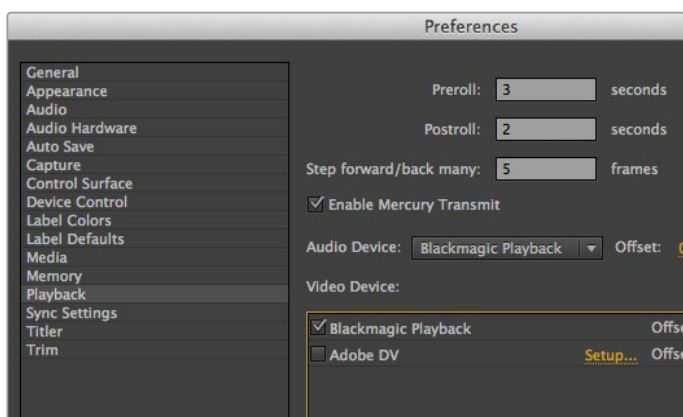 Preferences
General
Appearance
Audio
Audio Hardware
Auto Save
Capture
Control Surface
Device Control
Label Colors
Label Defaults
Media
Memory
Playback
Sync Settings
Titler
Trim
Preroll: 3 seconds
Postroll: 2 seconds
Step forward/back many: 5 frames
Enable Mercury Transmit
Audio Device: Blackmagic Playback Offset:
Video Device:
Blackmagic Playback
Adobe DV Setup...